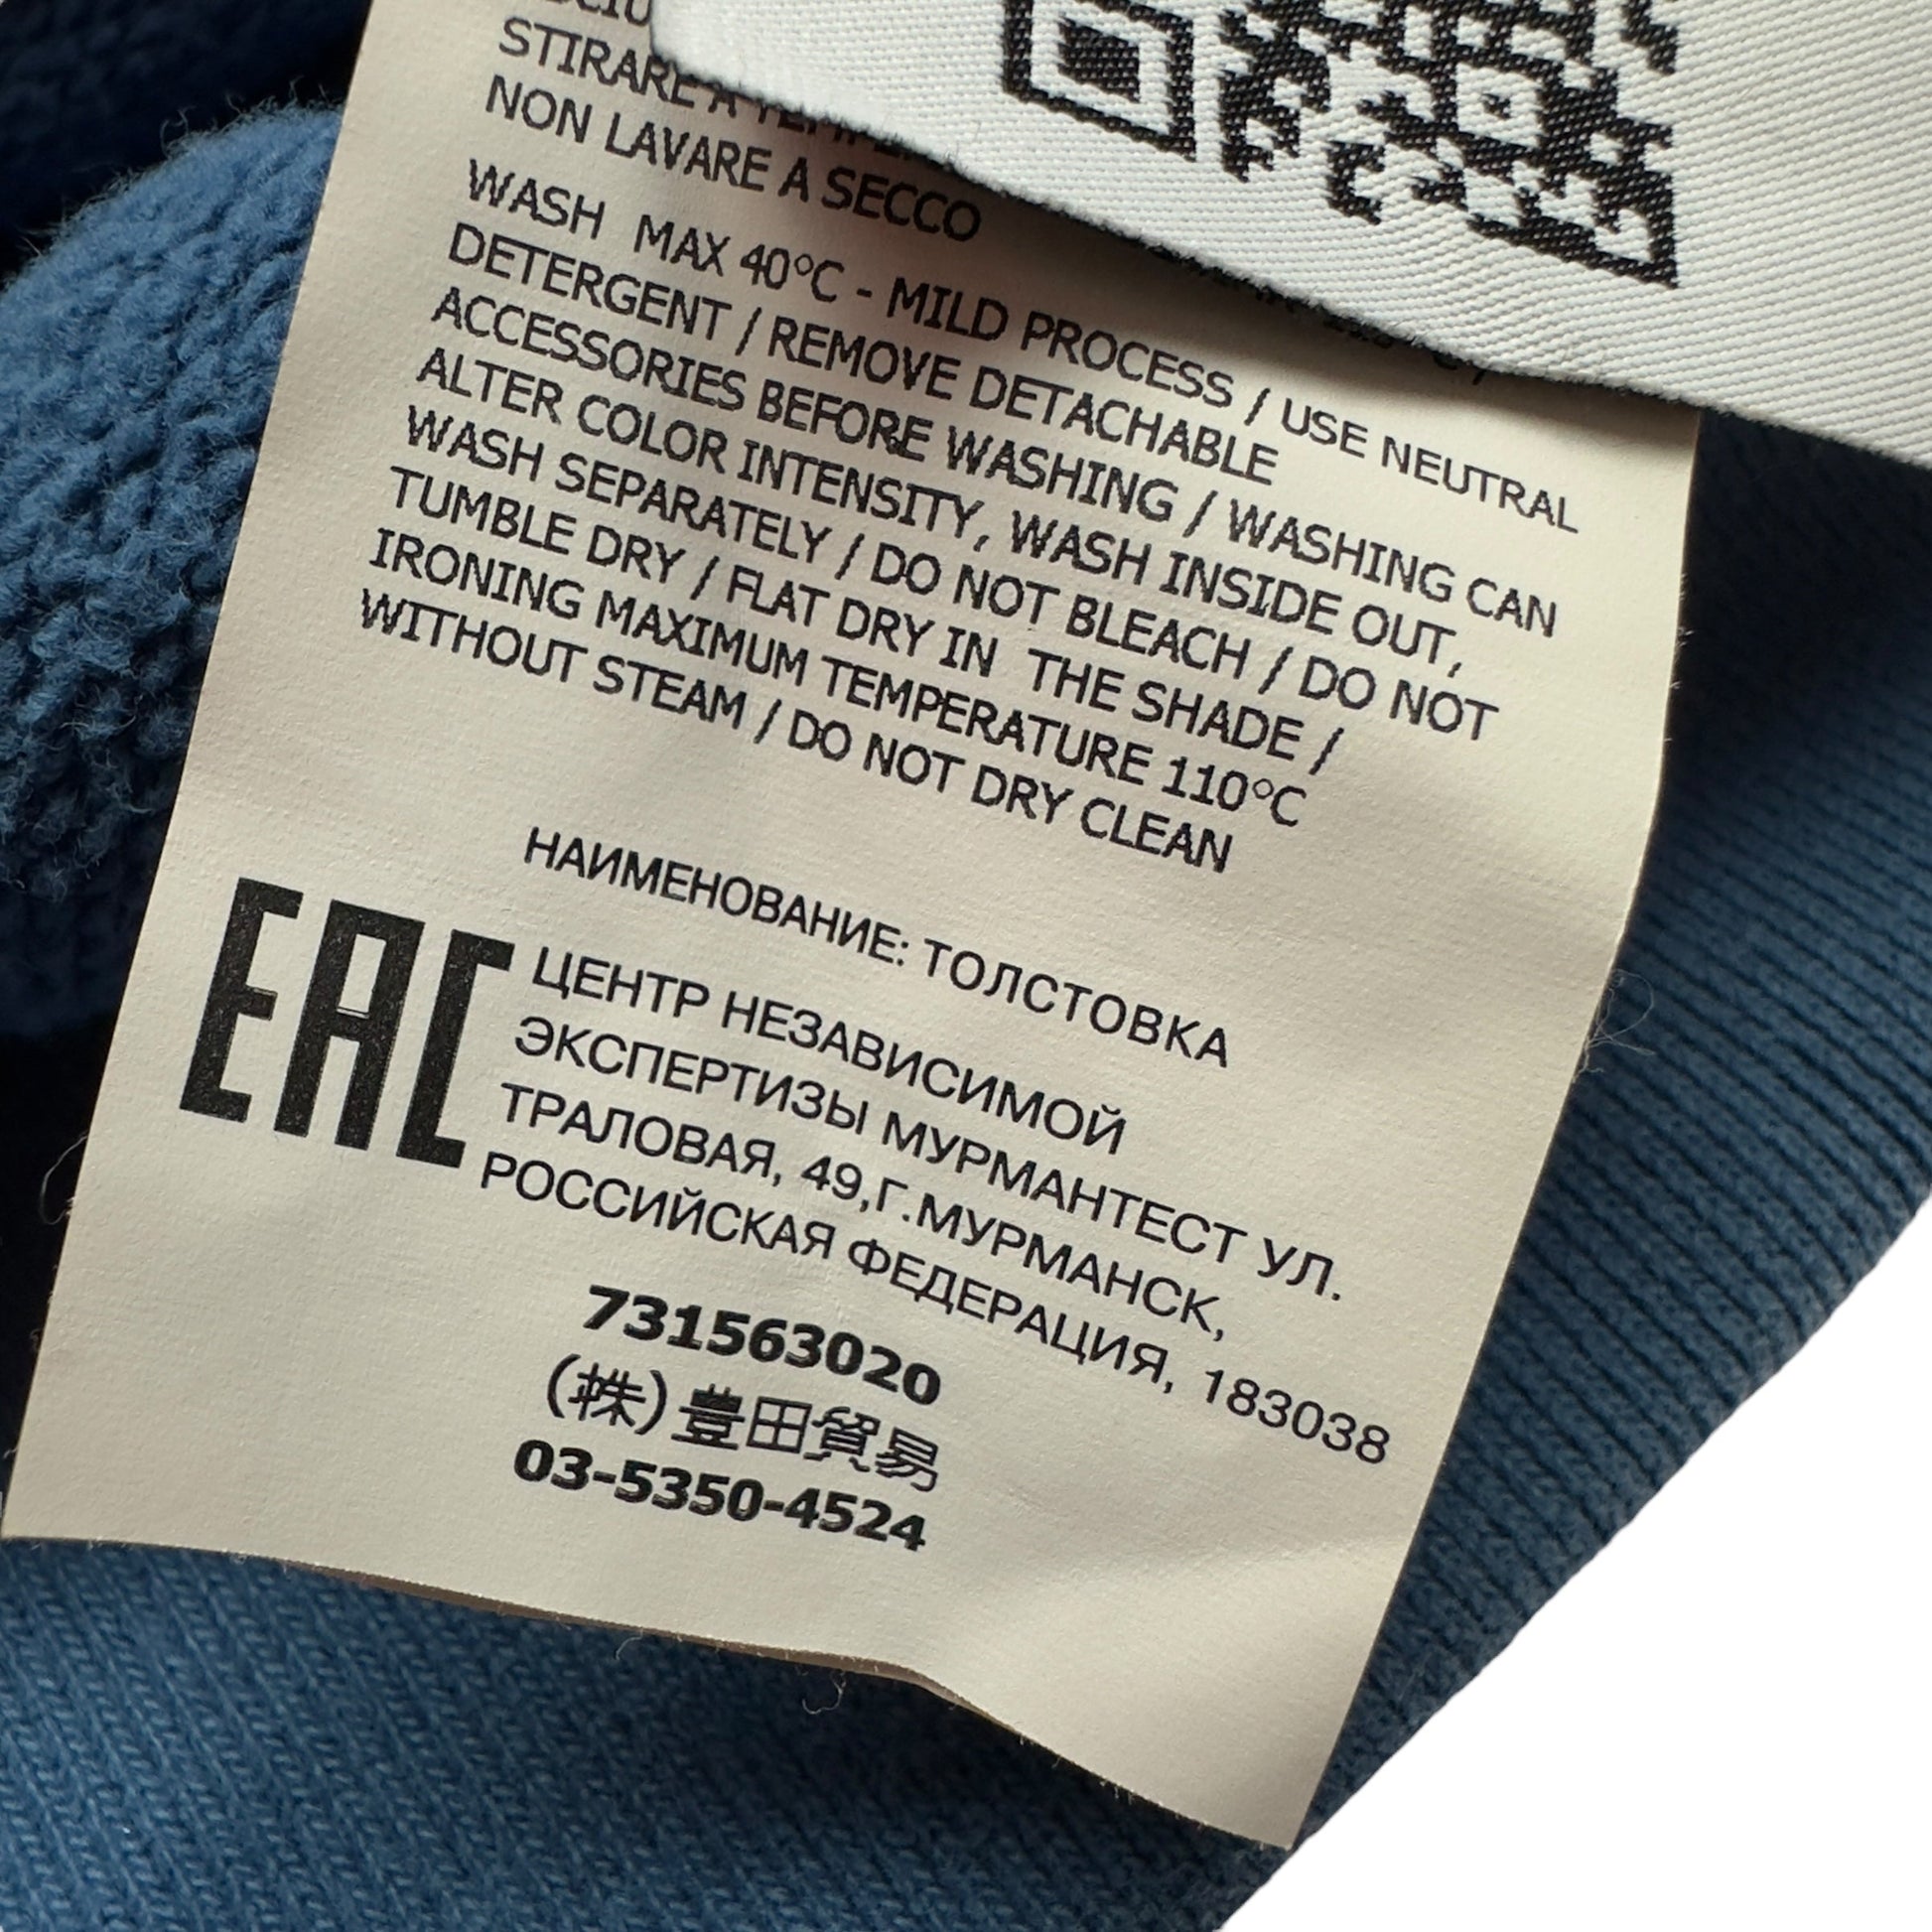 STIRARE A
NON LAVARE A SECCO
WASH MAX 40°C - MILD PROCESS / USE NEUTRAL
DETERGENT / REMOVE DETACHABLE
ACCESSORIES BEFORE WASHING / WASHING CAN
ALTER COLOR INTENSITY, WASH INSIDE OUT,
WASH SEPARATELY / DO NOT BLEACH / DO NOT
TUMBLE DRY / FLAT DRY IN THE SHADE /
IRONING MAXIMUM TEMPERATURE 110°C
WITHOUT STEAM / DO NOT DRY CLEAN
НАИМЕНОВАНИЕ: ТОЛСТОВКА
EAC
ЦЕНТР НЕЗАВИСИМОЙ
ЭКСПЕРТИЗЫ МУРМАНТЕСТ УЛ.
ТРАЛОВАЯ, 49,Г.МУРМАНСК,
РОССИЙСКАЯ ФЕДЕРАЦИЯ, 183038
731563020
(株)豊田貿易
03-5350-4524